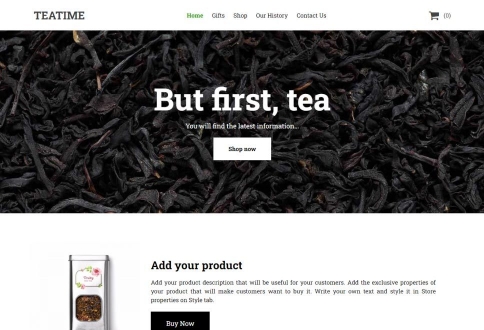 TEATIME
Home Gifts Shop Our History Contact Us
(0)
But first, tea
You will find the latest information...
Shop now
Add your product
Add your product description that will be useful for your customers. Add the exclusive properties of
your product that will make customers want to buy it. Write your own text and style it in Store
properties on Style tab.
Buy Now